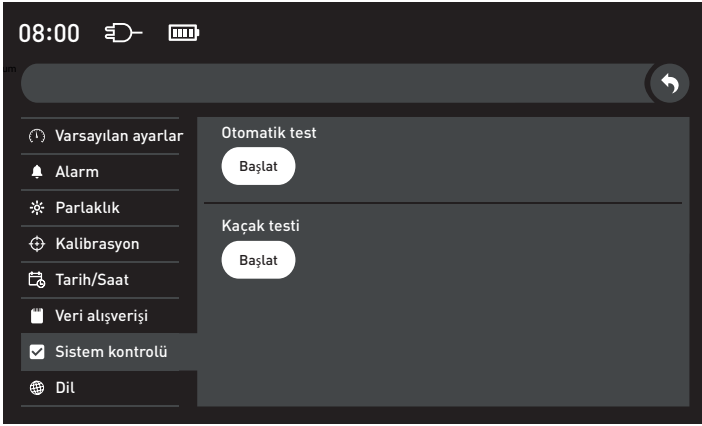 08:00
um
Varsayılan ayarlar
Alarm
Parlaklık
Kalibrasyon
Tarih/Saat
Veri alışverişi
Sistem kontrolü
Dil
Otomatik test
Başlat
Kaçak testi
Başlat